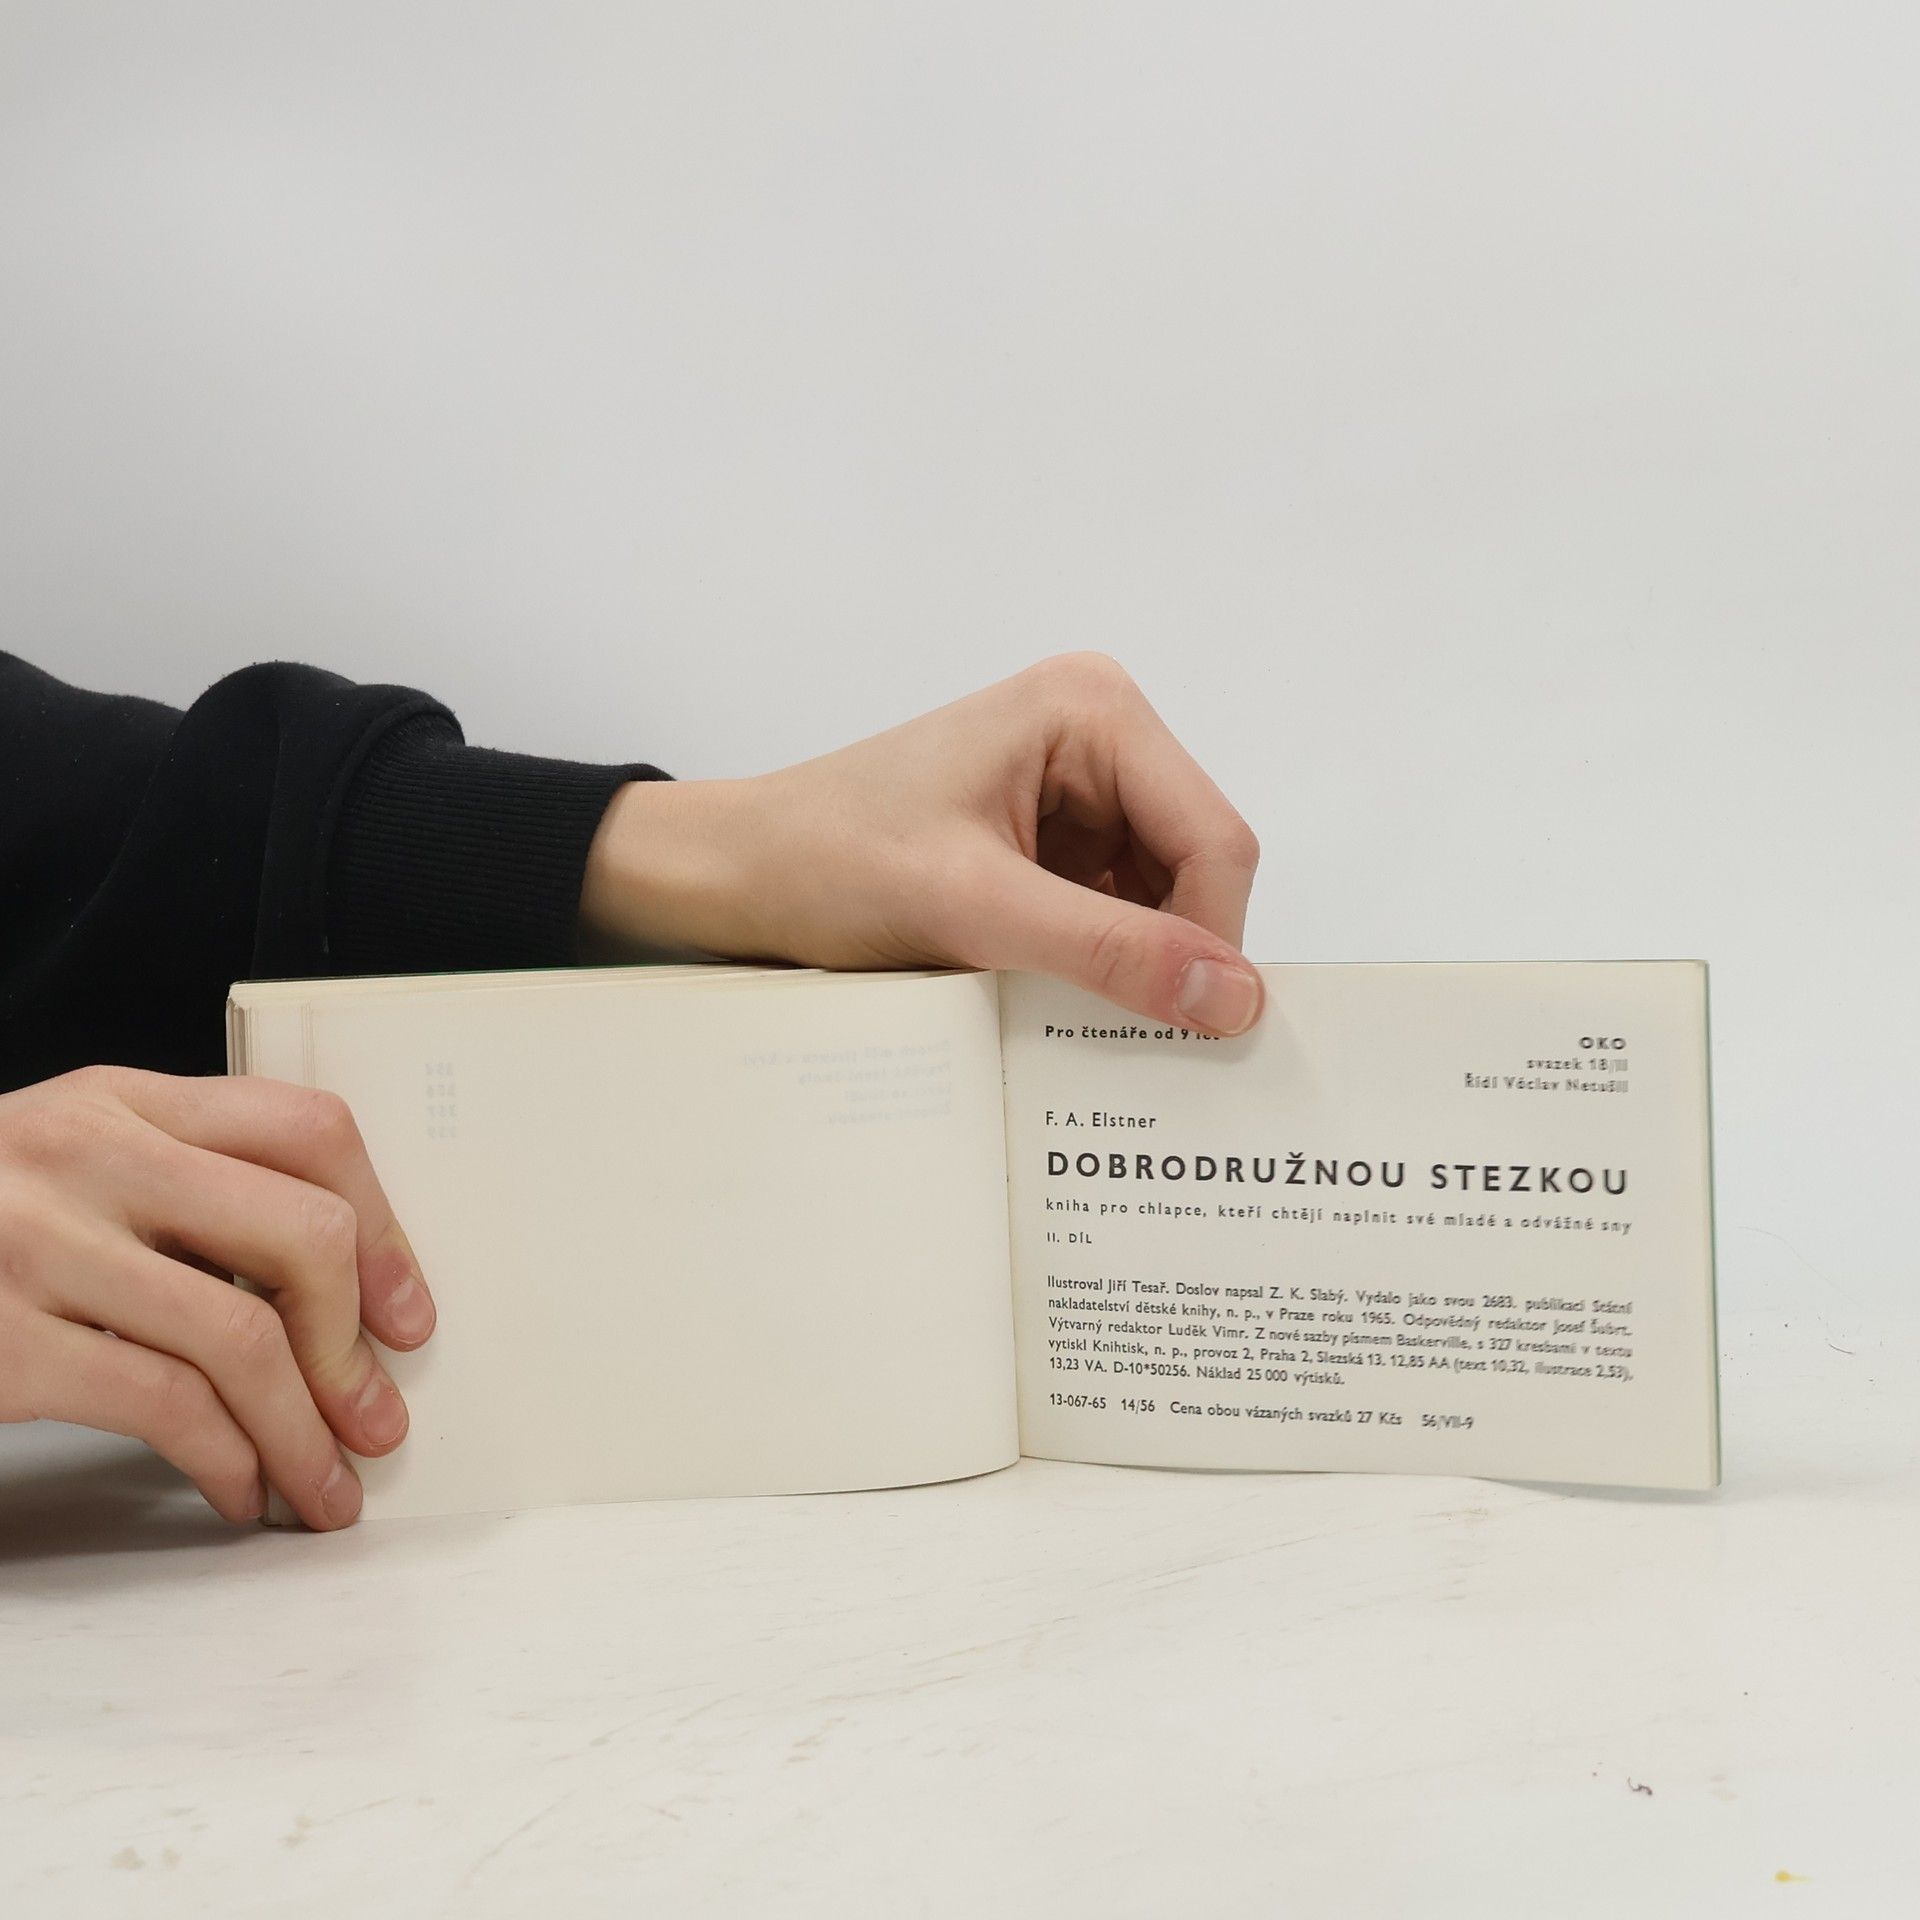 Pro čtenáře od 9 let
OKO
svazek 18/II
Řídí Václav Netušil
F. A. Elstner
DOBRODRUŽNOU STEZKOU
kniha pro chlapce, kteří chtějí naplnit své mladé a odvážné sny
II. DÍL
Ilustroval Jiří Tesař. Doslov napsal Z. K. Slabý. Vydalo jako svou 2683. publikaci Státní
nakladatelství dětské knihy, n. p., v Praze roku 1965. Odpovědný redaktor Josef Šubrt.
Výtvarný redaktor Luděk Vimr. Z nové sazby písmem Baskerville, s 327 kresbami v textu
vytiskl Knihtisk, n. p., provoz 2, Praha 2, Slezská 13. 12,85 AA (text 10,32, ilustrace 2,53),
13,23 VA. D-10*50256. Náklad 25 000 výtisků.
13-067-65 14/56 Cena obou vázaných svazků 27 Kčs 56/VII-9